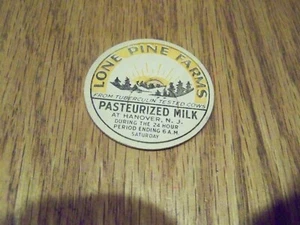 LONE PINE FARMS
FROM TUBERCULIN TESTED COWS
PASTEURIZED MILK
AT HANOVER, N. J.
DURING THE 24 HOUR
PERIOD ENDING 6 A.M.
SATURDAY